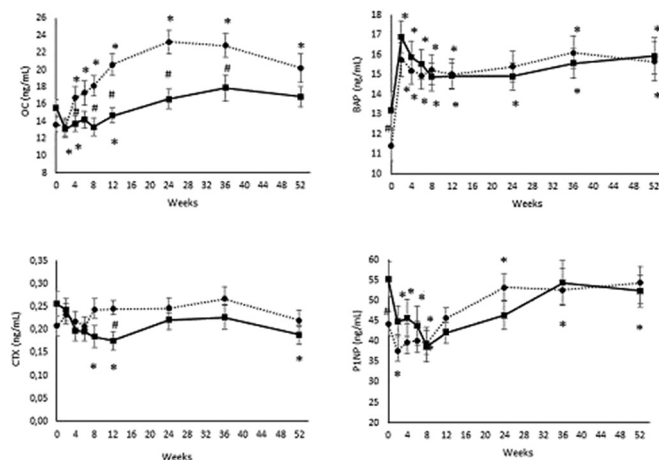 OC (ng/mL)
26
24
22
20
18
16
14
12
0 4 8 12 16 20 24 28 32 36 40 44 48 52
Weeks
* * * * * * * *
# # # # #
* * *
BAP (ng/mL)
18
17
16
15
14
13
12
11
10
0 4 8 12 16 20 24 28 32 36 40 44 48 52
Weeks
* * * * * * *
#
* * * * * * * *
CTX (ng/mL)
0,35
0,30
0,25
0,20
0,15
0,10
0,05
0,00
0 4 8 12 16 20 24 28 32 36 40 44 48 52
Weeks
#
* * *
P1NP (ng/mL)
60
55
50
45
40
35
30
25
20
0 4 8 12 16 20 24 28 32 36 40 44 48 52
Weeks
* * * * *
#
* * * *